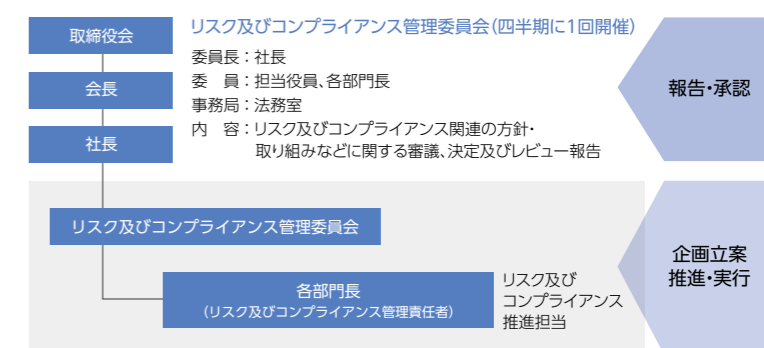 取締役会
会長
社長
リスク及びコンプライアンス管理委員会(四半期に1回開催)
委員長：社長
委　員：担当役員、各部門長
事務局：法務室
内　容：リスク及びコンプライアンス関連の方針・
取り組みなどに関する審議、決定及びレビュー報告
報告・承認
リスク及びコンプライアンス管理委員会
各部門長
(リスク及びコンプライアンス管理責任者)
リスク及び
コンプライアンス
推進担当
企画立案
推進・実行